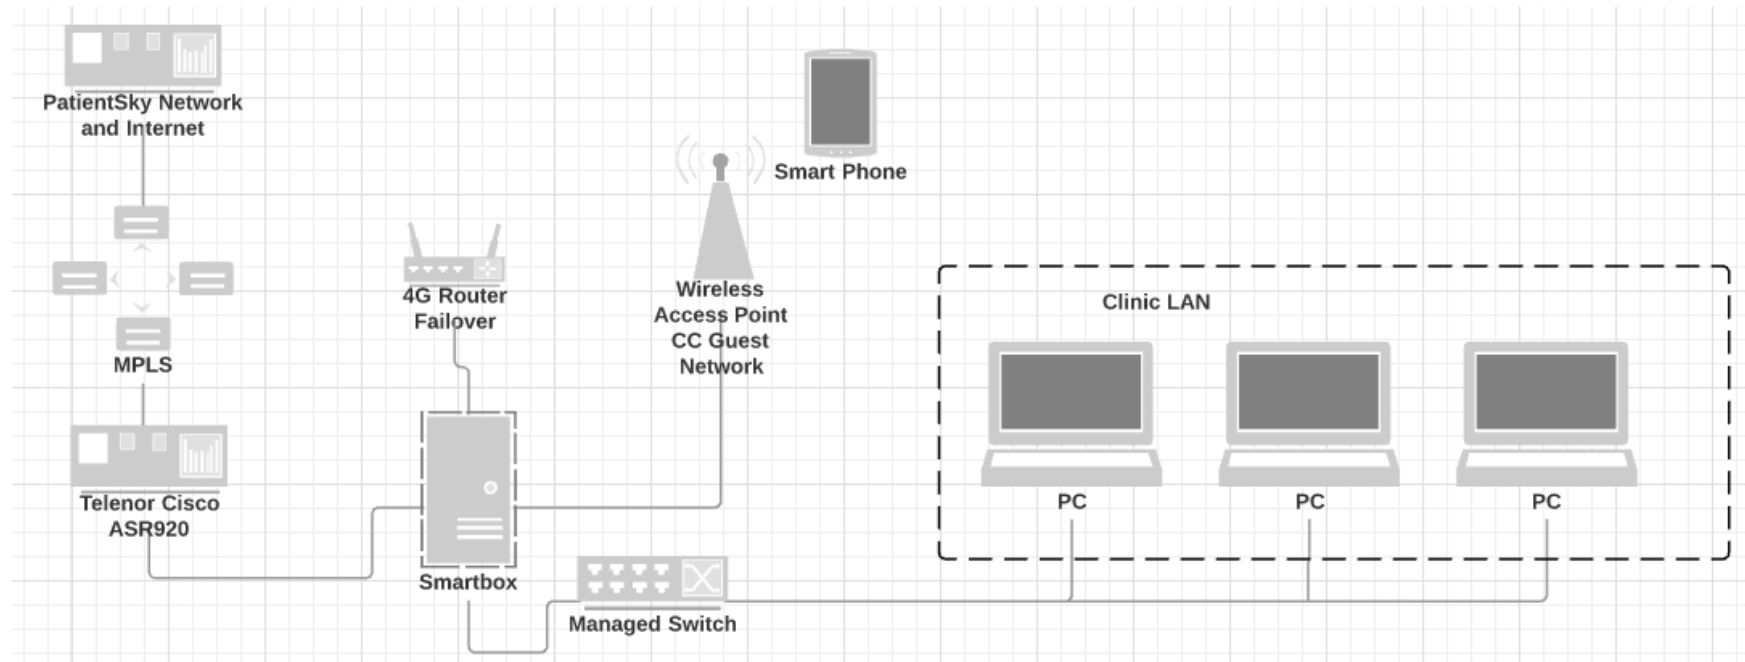 PatientSky Network
and Internet
MPLS
Telenor Cisco
ASR920
4G Router
Failover
Smartbox
Wireless
Access Point
CC Guest
Network
Smart Phone
Managed Switch
Clinic LAN
PC
PC
PC